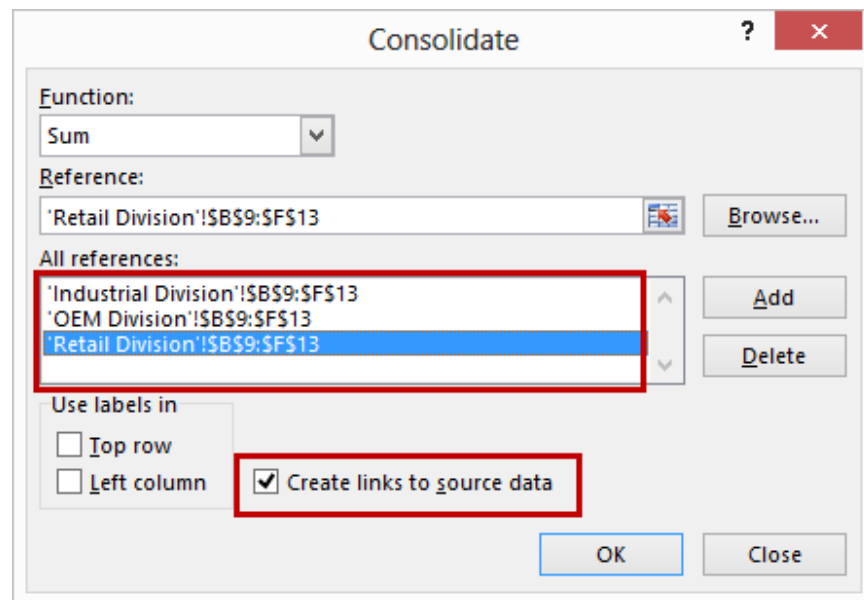 Consolidate
?
Function:
Sum
Reference:
'Retail Division'!$B$9:$F$13
Browse...
All references:
'Industrial Division'!$B$9:$F$13
'OEM Division'!$B$9:$F$13
'Retail Division'!$B$9:$F$13
Add
Delete
Use labels in
Top row
Left column
Create links to source data
OK
Close